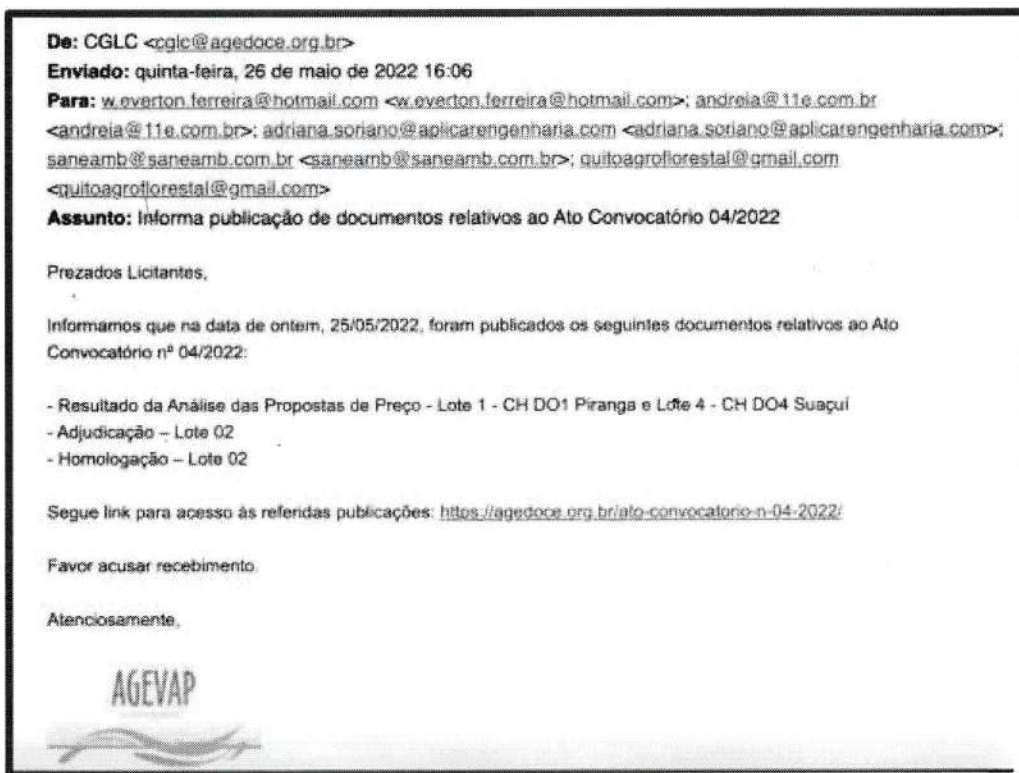 De: CGLC <cglc@agedoce.org.br>
Enviado: quinta-feira, 26 de maio de 2022 16:06
Para: w.everton.ferreira@hotmail.com <w.everton.ferreira@hotmail.com>; andreia@11e.com.br
<andreia@11e.com.br>; adriana.soriano@aplicarengenharia.com <adriana.soriano@aplicarengenharia.com>;
saneamb@saneamb.com.br <saneamb@saneamb.com.br>; quitoagroflorestal@gmail.com
<quitoagroflorestal@gmail.com>
Assunto: Informa publicação de documentos relativos ao Ato Convocatório 04/2022
Prezados Licitantes,
Informamos que na data de ontem, 25/05/2022, foram publicados os seguintes documentos relativos ao Ato
Convocatório nº 04/2022:
- Resultado da Análise das Propostas de Preço - Lote 1 - CH DO1 Piranga e Lote 4 - CH DO4 Suaçuí
- Adjudicação – Lote 02
- Homologação – Lote 02
Segue link para acesso às referidas publicações: https://agedoce.org.br/ato-convocatorio-n-04-2022/
Favor acusar recebimento.
Atenciosamente,
AGEVAP